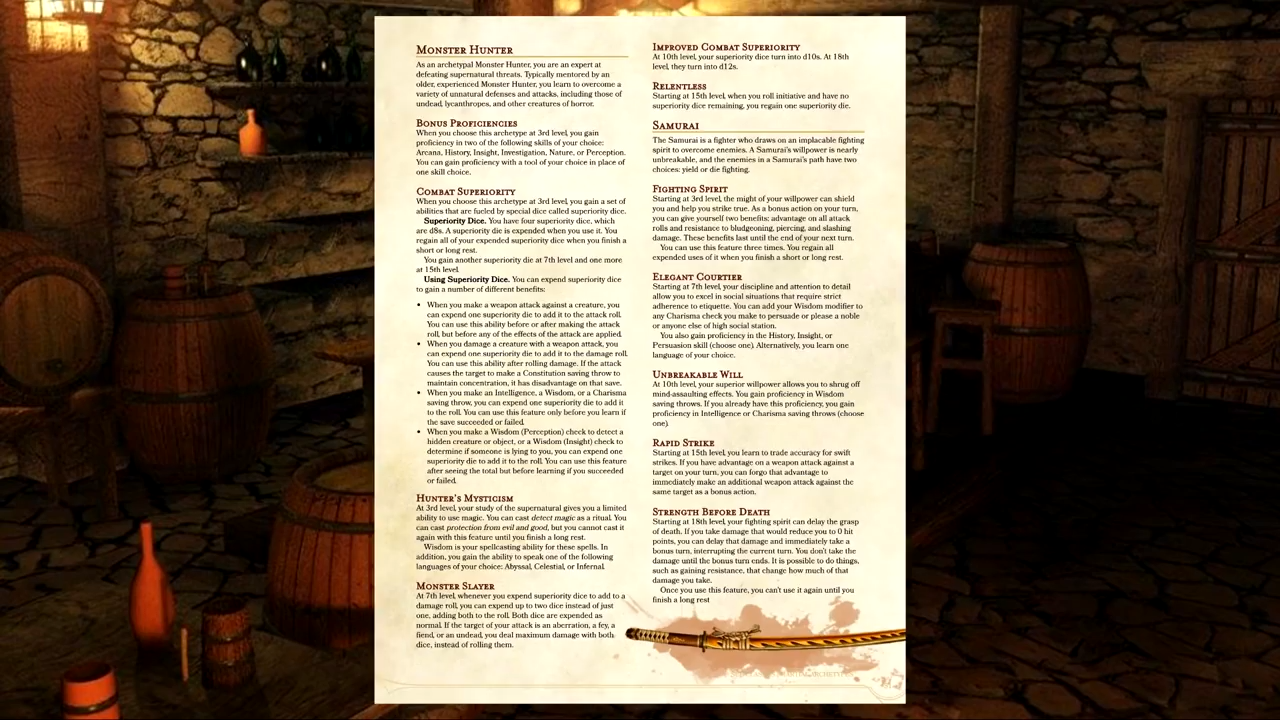 MONSTER HUNTER
As an archetypal Monster Hunter, you are an expert at
defeating supernatural threats. Typically mentored by an
older, experienced Monster Hunter, you learn to overcome a
variety of unnatural defenses and attacks, including those of
undead, lycanthropes, and other creatures of horror.
BONUS PROFICIENCIES
When you choose this archetype at 3rd level, you gain
proficiency in two of the following skills of your choice:
Arcana, History, Insight, Investigation, Nature, or Perception.
You can gain proficiency with a tool of your choice in place of
one skill choice.
COMBAT SUPERIORITY
When you choose this archetype at 3rd level, you gain a set of
abilities that are fueled by special dice called superiority dice.
Superiority Dice. You have four superiority dice, which
are d8s. A superiority die is expended when you use it. You
regain all of your expended superiority dice when you finish a
short or long rest.
You gain another superiority die at 7th level and one more
at 15th level.
Using Superiority Dice. You can expend superiority dice
to gain a number of different benefits:
• When you make a weapon attack against a creature, you
can expend one superiority die to add it to the attack roll.
You can use this ability before or after making the attack
roll, but before any of the effects of the attack are applied.
• When you damage a creature with a weapon attack, you
can expend one superiority die to add it to the damage roll.
You can use this ability after rolling damage. If the attack
causes the target to make a Constitution saving throw to
maintain concentration, it has disadvantage on that save.
• When you make an Intelligence, a Wisdom, or a Charisma
saving throw, you can expend one superiority die to add it
to the roll. You can use this feature only before you learn if
the save succeeded or failed.
• When you make a Wisdom (Perception) check to detect a
hidden creature or object, or a Wisdom (Insight) check to
determine if someone is lying to you, you can expend one
superiority die to add it to the roll. You can use this feature
after seeing the total but before learning if you succeeded
or failed.
HUNTER'S MYSTICISM
At 3rd level, your study of the supernatural gives you a limited
ability to use magic. You can cast detect magic as a ritual. You
can cast protection from evil and good, but you cannot cast it
again with this feature until you finish a long rest.
Wisdom is your spellcasting ability for these spells. In
addition, you gain the ability to speak one of the following
languages of your choice: Abyssal, Celestial, or Infernal.
MONSTER SLAYER
At 7th level, whenever you expend superiority dice to add to a
damage roll, you can expend up to two dice instead of just
one, adding both to the roll. Both dice are expended as
normal. If the target of your attack is an aberration, a fey, a
fiend, or an undead, you deal maximum damage with both
dice, instead of rolling them.
IMPROVED COMBAT SUPERIORITY
At 10th level, your superiority dice turn into d10s. At 18th
level, they turn into d12s.
RELENTLESS
Starting at 15th level, when you roll initiative and have no
superiority dice remaining, you regain one superiority die.
SAMURAI
The Samurai is a fighter who draws on an implacable fighting
spirit to overcome enemies. A Samurai's willpower is nearly
unbreakable, and the enemies in a Samurai's path have two
choices: yield or die fighting.
FIGHTING SPIRIT
Starting at 3rd level, the might of your willpower can shield
you and help you strike true. As a bonus action on your turn,
you can give yourself two benefits: advantage on all attack
rolls and resistance to bludgeoning, piercing, and slashing
damage. These benefits last until the end of your next turn.
You can use this feature three times. You regain all
expended uses of it when you finish a short or long rest.
ELEGANT COURTIER
Starting at 7th level, your discipline and attention to detail
allow you to excel in social situations that require strict
adherence to etiquette. You can add your Wisdom modifier to
any Charisma check you make to persuade or please a noble
or anyone else of high social station.
You also gain proficiency in the History, Insight, or
Persuasion skill (choose one). Alternatively, you learn one
language of your choice.
UNBREAKABLE WILL
At 10th level, your superior willpower allows you to shrug off
mind-assaulting effects. You gain proficiency in Wisdom
saving throws. If you already have this proficiency, you gain
proficiency in Intelligence or Charisma saving throws (choose
one).
RAPID STRIKE
Starting at 15th level, you learn to trade accuracy for swift
strikes. If you have advantage on a weapon attack against a
target on your turn, you can forgo that advantage to
immediately make an additional weapon attack against the
same target as a bonus action.
STRENGTH BEFORE DEATH
Starting at 18th level, your fighting spirit can delay the grasp
of death. If you take damage that would reduce you to 0 hit
points, you can delay that damage and immediately take a
bonus turn, interrupting the current turn. You don't take the
damage until the bonus turn ends. It is possible to do things,
such as gaining resistance, that change how much of that
damage you take.
Once you use this feature, you can't use it again until you
finish a long rest